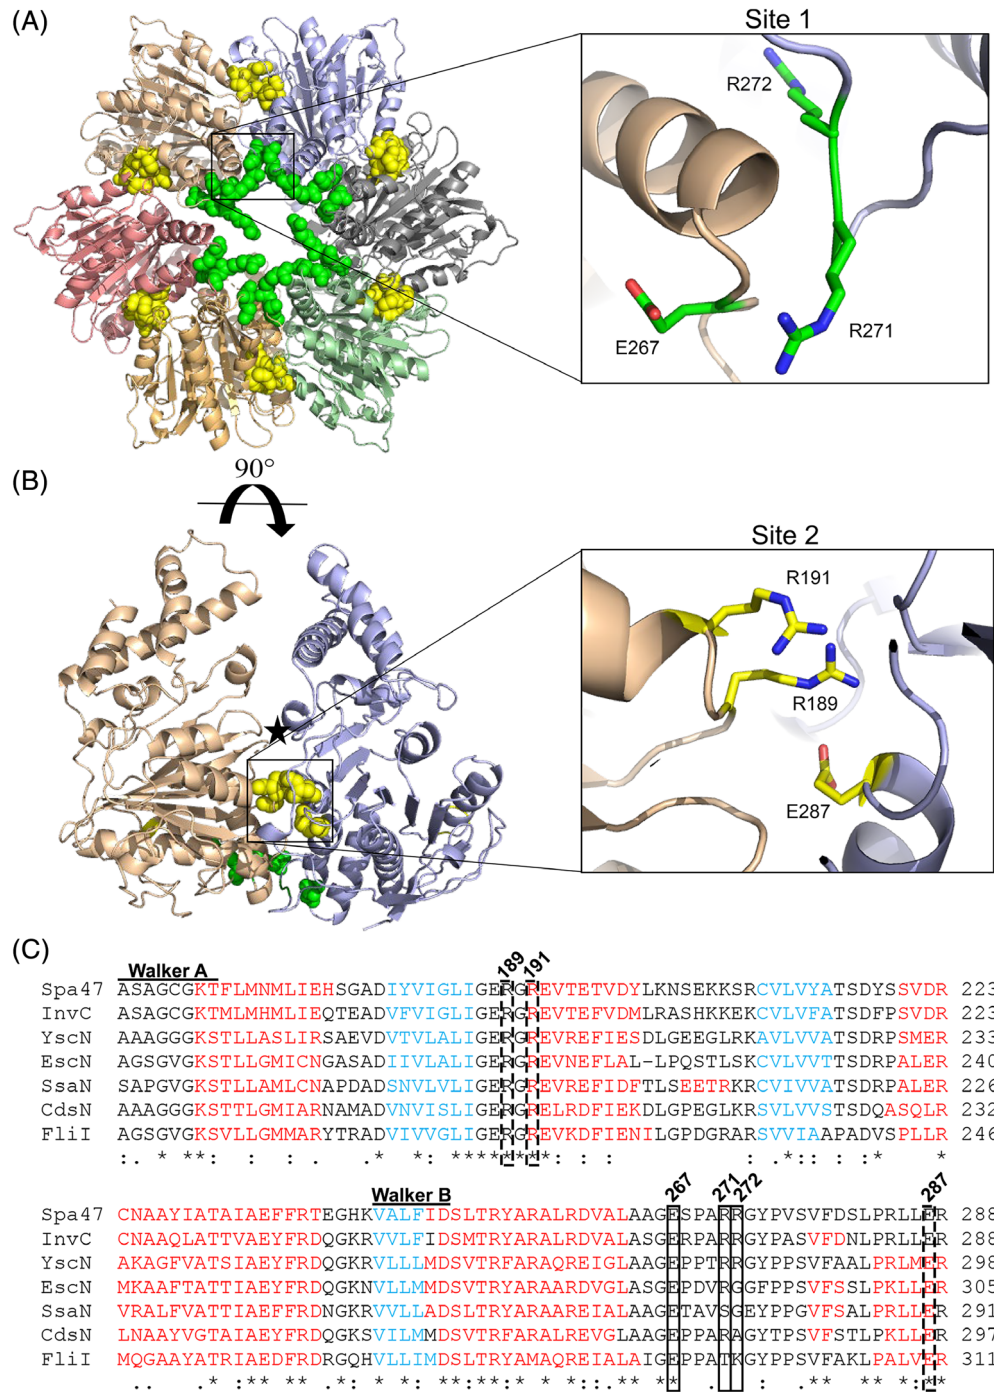 (A)
Site 1
R272
E267
R271
(B)
90°
Site 2
R191
R189
E287
(C)
Walker A
189 191
Spa47 ASAGCGKTFLMNMLIEHSGADIYVIGLIGERGREVTETVDYLKNSEKKSRCVLVYATSDYSSVDR 223
InvC ASAGCGKTMLMHMLIEQTEADVFVIGLIGERGREVTEFVDMLRASHKKEKCVLVFATSDFPSVDR 223
YscN AAAGGGKSTLLASLIRSAEVDVTVLALIGERGREVREFIESDLGEEGLRKAVLVVATSDRPSMER 233
EscN AGSGVGKSTLLGMICNGASADIIVLALIGERGREVNEFLAL-LPQSTLSKCVLVVTTSDRPALER 240
SsaN SAPGVGKSTLLAMLCNAPDADSNVLVLIGERGREVREFIDFTLSEETRKRCVIVVATSDRPALER 226
CdsN AAAGGGKSTTLGMIARNAMADVNVISLIGERGRELRDFIEKDLGPEGLKRSVLVVSTSDQASQLR 232
FliI AGSGVGKSVLLGMMARYTRADVIVVGLIGERGREVKDFIENILGPDGRARSVVIAAPADVSPLLR 246
Walker B
267 271 272 287
Spa47 CNAAYIATAIAEFFRTEGHKVALFIDSLTRYARALRDVALAAGESPARRGYPVSVFDSLPRLLER 288
InvC CNAAQLATTVAEYFRDQGKRVVLFIDSMTRYARALRDVALASGERPARRGYPASVFDNLPRLLER 288
YscN AKAGFVATSIAEYFRDQGKRVLLLMDSVTRFARAQREIGLAAGEPPTRRGYPPSVFAALPRLMER 298
EscN MKAAFTATTIAEYFRDQGKRVLLMMDSVTRYARAARDVGLASGEPDVRGGFPPSVFSSLPKLLER 305
SsaN VRALFVATTIAEFFRDNGKRVVLLADSLTRYARAAREIALAAGETAVSGEYPPGVFSALPRLLER 291
CdsN LNAAYVGTAIAEYFRDQGKSVILMMDSVTRFARALREVGLAAGEPPARAGYTPSVFSTLPKLLER 297
FliI MQGAAYATRIAEDFRDRGQHVLLIMDSLTRYAMAQREIALAIGEPPATKGYPPSVFAKLPALVER 311